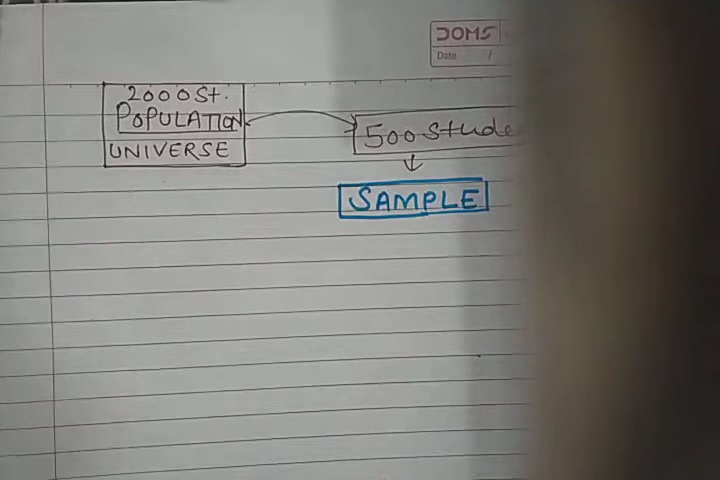 DOMS
Date / 
2000 St.
POPULATION
UNIVERSE
500 Stude
SAMPLE